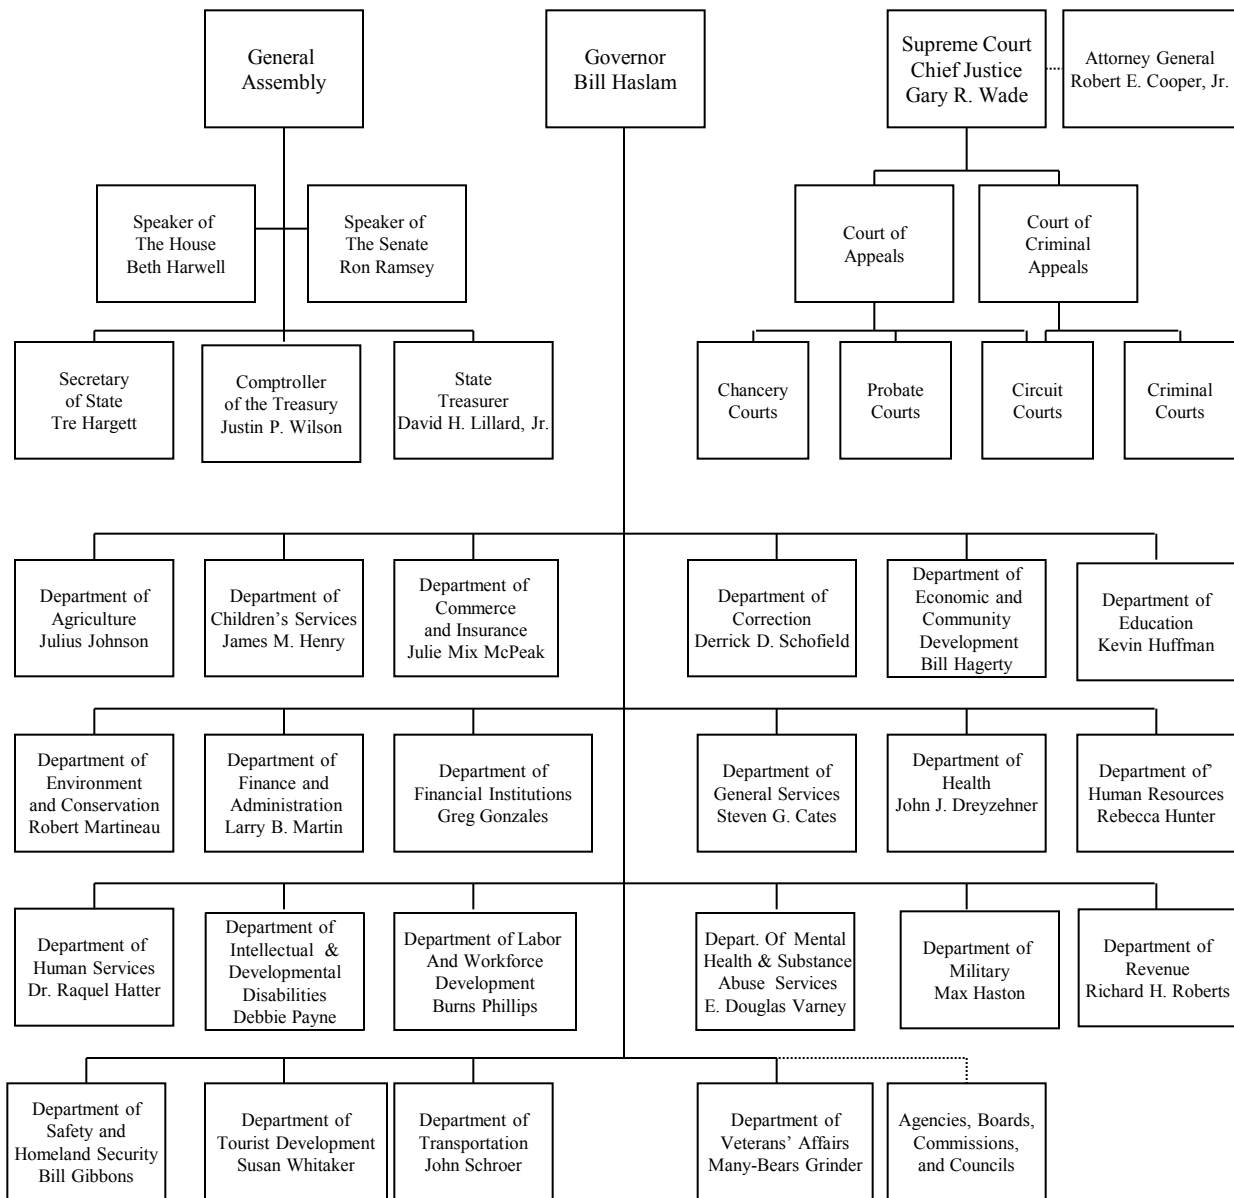 General
Assembly
Governor
Bill Haslam
Supreme Court
Chief Justice
Gary R. Wade
Attorney General
Robert E. Cooper, Jr.
Speaker of
The House
Beth Harwell
Speaker of
The Senate
Ron Ramsey
Court of
Appeals
Court of
Criminal
Appeals
Secretary
of State
Tre Hargett
Comptroller
of the Treasury
Justin P. Wilson
State
Treasurer
David H. Lillard, Jr.
Chancery
Courts
Probate
Courts
Circuit
Courts
Criminal
Courts
Department of
Agriculture
Julius Johnson
Department of
Children's Services
James M. Henry
Department of
Commerce
and Insurance
Julie Mix McPeak
Department of
Correction
Derrick D. Schofield
Department of
Economic and
Community
Development
Bill Hagerty
Department of
Education
Kevin Huffman
Department of
Environment
and Conservation
Robert Martineau
Department of
Finance and
Administration
Larry B. Martin
Department of
Financial Institutions
Greg Gonzales
Department of
General Services
Steven G. Cates
Department of
Health
John J. Dreyzehner
Department of'
Human Resources
Rebecca Hunter
Department of
Human Services
Dr. Raquel Hatter
Department of
Intellectual &
Developmental
Disabilities
Debbie Payne
Department of Labor
And Workforce
Development
Burns Phillips
Depart. Of Mental
Health & Substance
Abuse Services
E. Douglas Varney
Department of
Military
Max Haston
Department of
Revenue
Richard H. Roberts
Department of
Safety and
Homeland Security
Bill Gibbons
Department of
Tourist Development
Susan Whitaker
Department of
Transportation
John Schroer
Department of
Veterans' Affairs
Many-Bears Grinder
Agencies, Boards,
Commissions,
and Councils